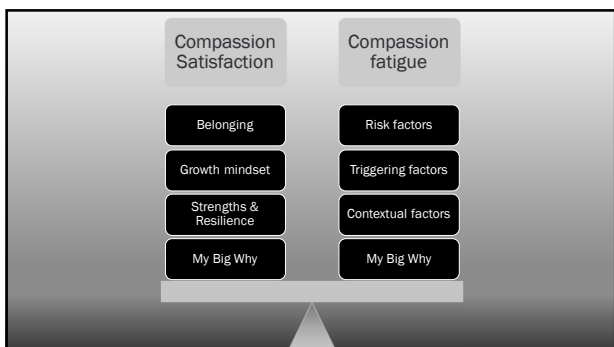 Compassion
Satisfaction
Compassion
fatigue
Belonging
Risk factors
Growth mindset
Triggering factors
Strengths &
Resilience
Contextual factors
My Big Why
My Big Why